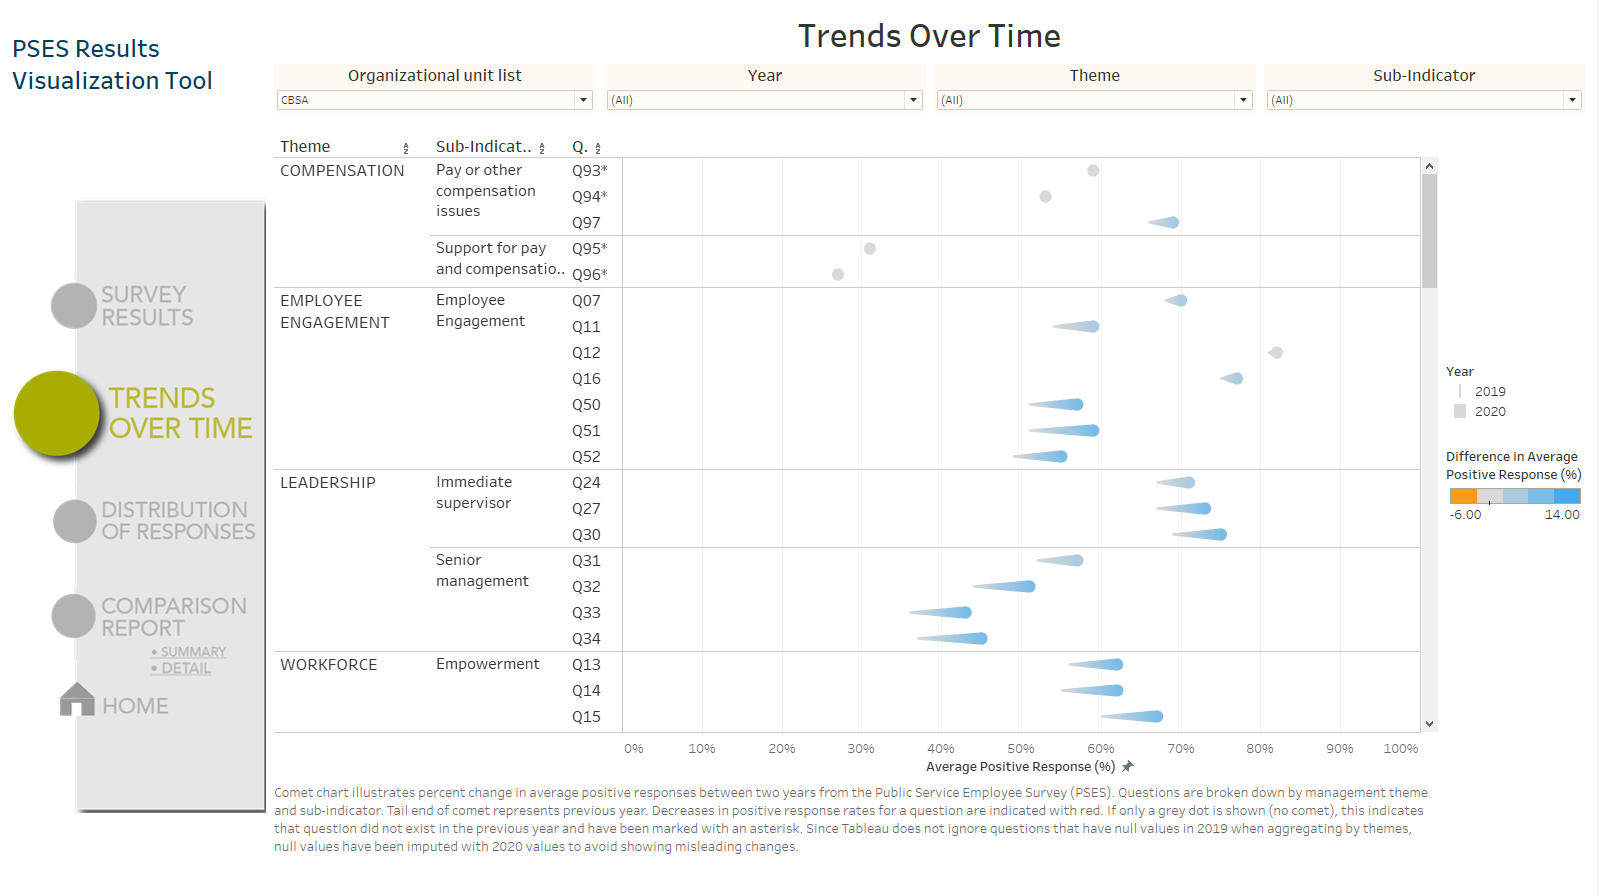 Trends Over Time
PSES Results
Visualization Tool
Organizational unit list
Year
Theme
Sub-Indicator
CBSA
(All)
(All)
(All)
Theme
Sub-Indicat..
Q.
COMPENSATION
Pay or other
compensation
issues
Q93*
Q94*
Q97
Support for pay
and compensatio..
Q95*
Q96*
EMPLOYEE
ENGAGEMENT
Employee
Engagement
Q07
Q11
Q12
Q16
Q50
Q51
Q52
LEADERSHIP
Immediate
supervisor
Q24
Q27
Q30
Senior
management
Q31
Q32
Q33
Q34
WORKFORCE
Empowerment
Q13
Q14
Q15
0%
10%
20%
30%
40%
50%
60%
70%
80%
90%
100%
Average Positive Response (%)
SURVEY
RESULTS
TRENDS
OVER TIME
DISTRIBUTION
OF RESPONSES
COMPARISON
REPORT
• SUMMARY
• DETAIL
HOME
Year
2019
2020
Difference in Average
Positive Response (%)
-6.00
14.00
Comet chart illustrates percent change in average positive responses between two years from the Public Service Employee Survey (PSES). Questions are broken down by management theme
and sub-indicator. Tail end of comet represents previous year. Decreases in positive response rates for a question are indicated with red. If only a grey dot is shown (no comet), this indicates
that question did not exist in the previous year and have been marked with an asterisk. Since Tableau does not ignore questions that have null values in 2019 when aggregating by themes,
null values have been imputed with 2020 values to avoid showing misleading changes.